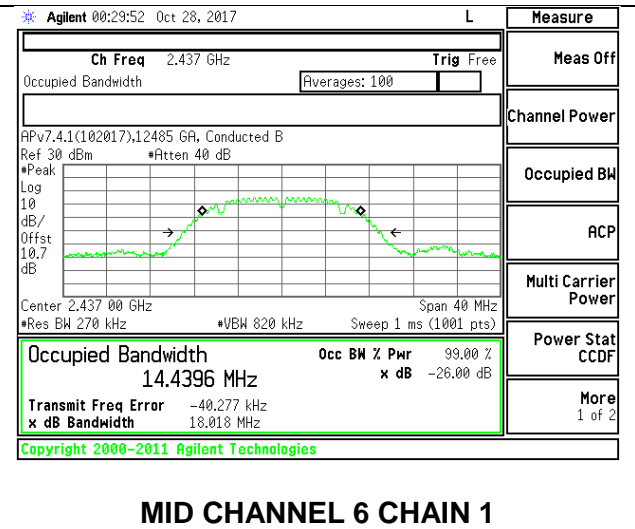 Agilent 00:29:52 Oct 28, 2017 L Measure
Ch Freq 2.437 GHz Trig Free
Meas Off
Occupied Bandwidth Averages: 100
Channel Power
APv7.4.1(102017),12485 GA, Conducted B
Ref 30 dBm #Atten 40 dB
#Peak
Occupied BW
Log
10
dB/
ACP
Offst
10.7
dB
Multi Carrier
Power
Center 2.437 00 GHz Span 40 MHz
#Res BW 270 kHz #VBW 820 kHz Sweep 1 ms (1001 pts)
Power Stat
CCDF
Occupied Bandwidth Occ BW % Pwr 99.00 %
14.4396 MHz x dB -26.00 dB
Transmit Freq Error -40.277 kHz
x dB Bandwidth 18.018 MHz
More
1 of 2
Copyright 2000-2011 Agilent Technologies
MID CHANNEL 6 CHAIN 1